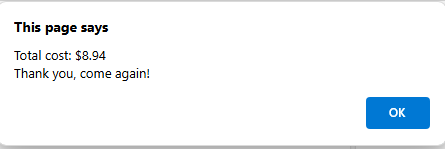 This page says
Total cost: $8.94
Thank you, come again!
OK